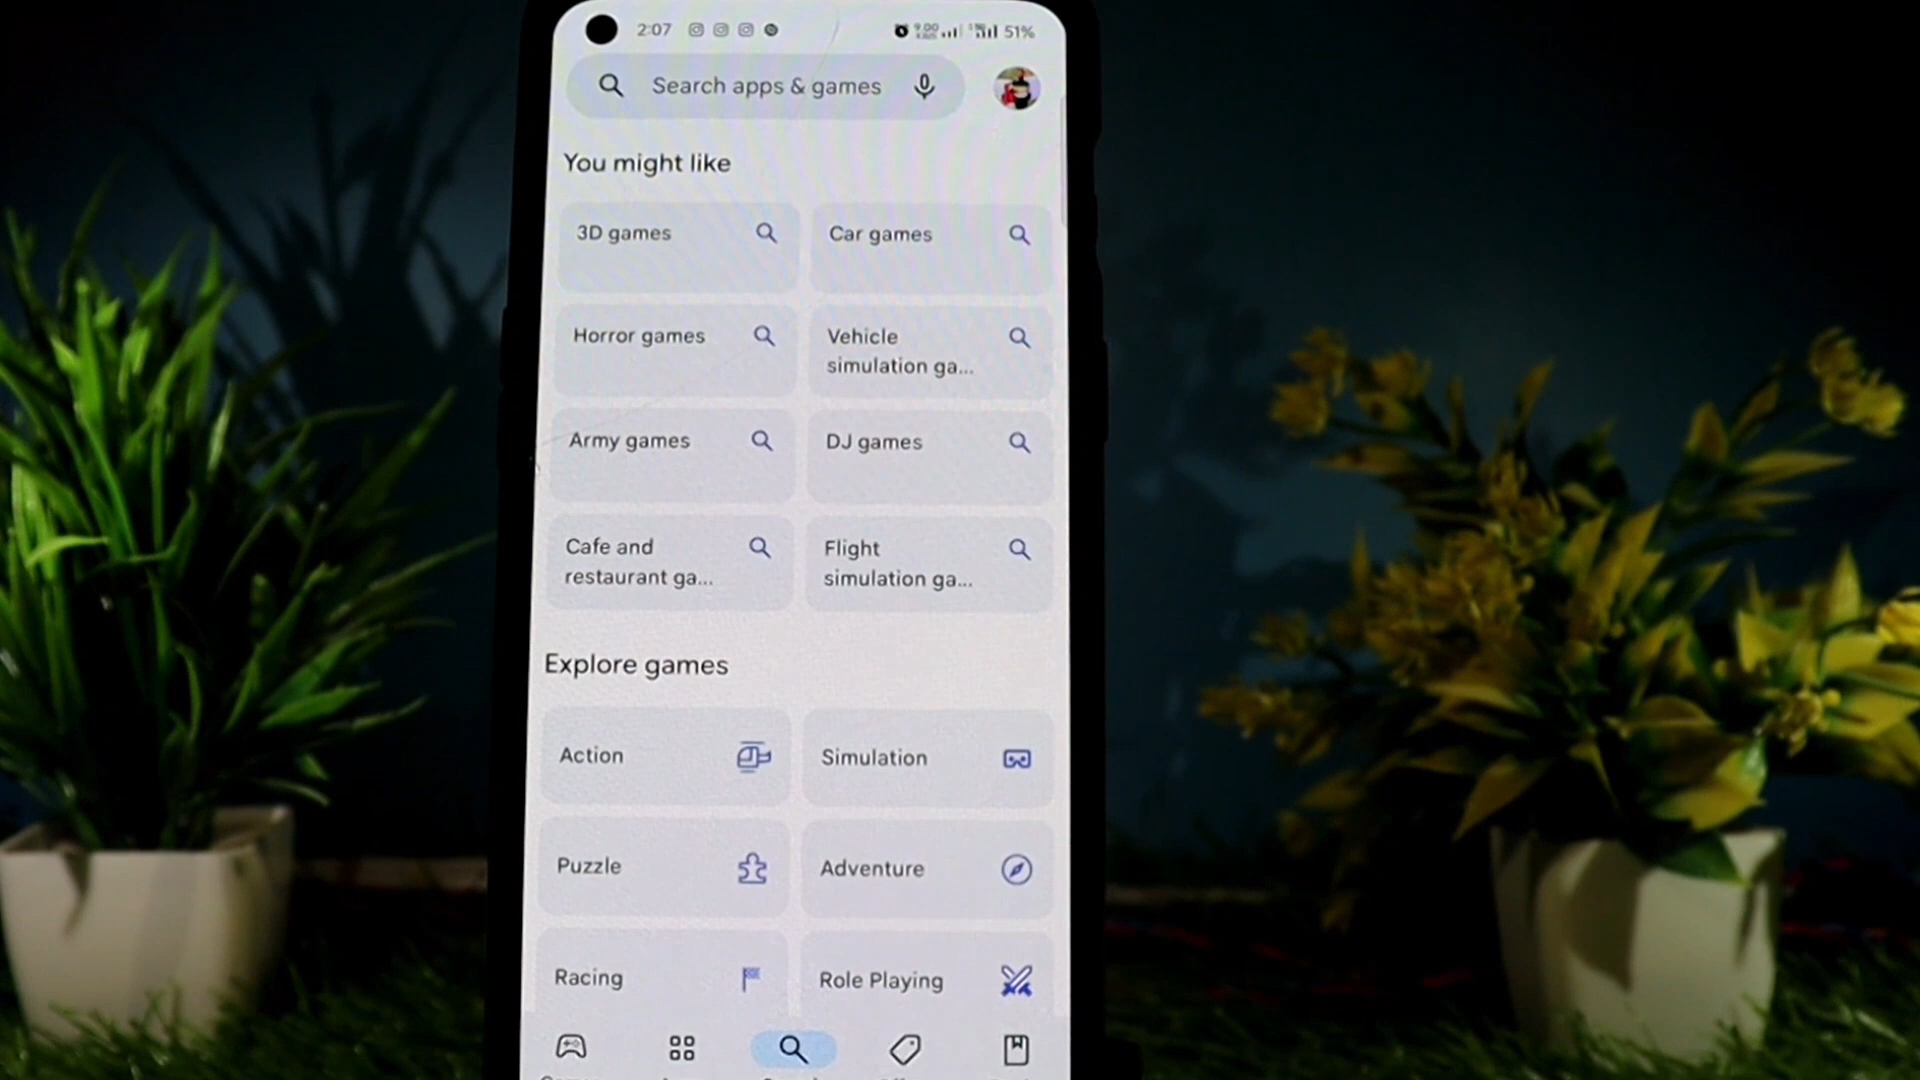 2:07
51%
Search apps & games
You might like
3D games
Car games
Horror games
Vehicle
simulation ga...
Army games
DJ games
Cafe and
restaurant ga...
Flight
simulation ga...
Explore games
Action
Simulation
Puzzle
Adventure
Racing
Role Playing